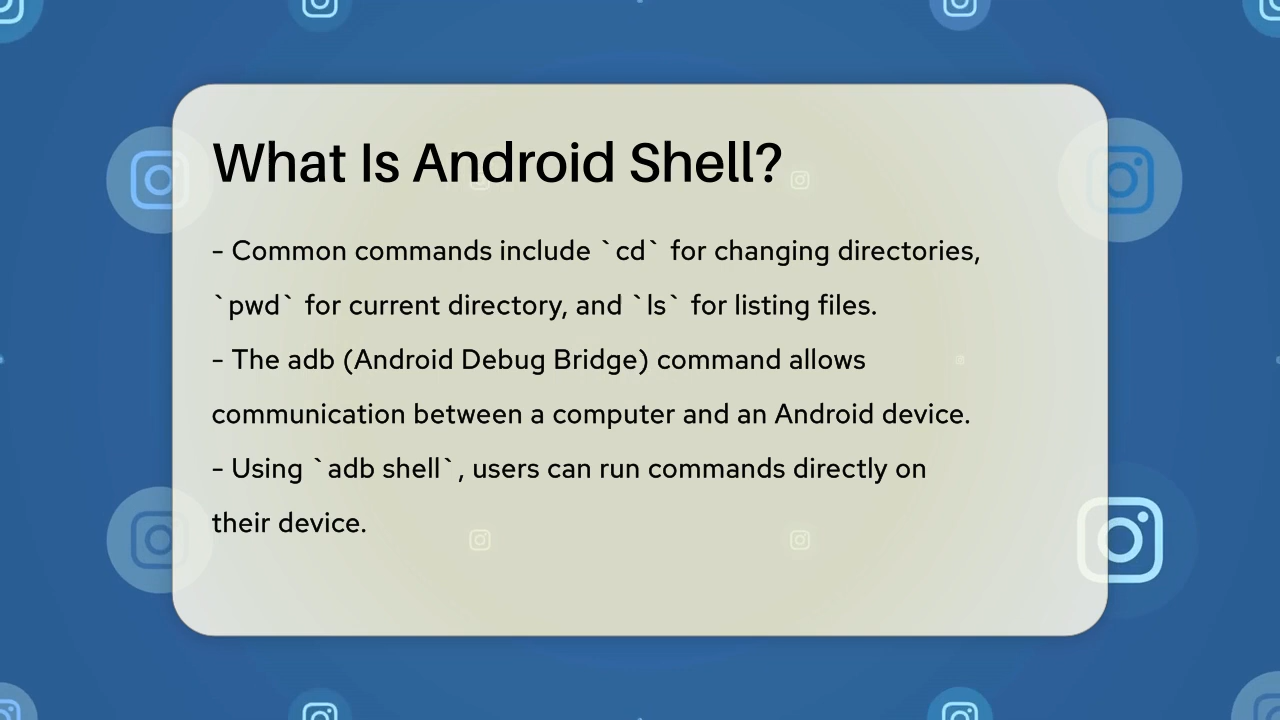 What Is Android Shell?
- Common commands include `cd` for changing directories,
`pwd` for current directory, and `ls` for listing files.
- The adb (Android Debug Bridge) command allows
communication between a computer and an Android device.
- Using `adb shell`, users can run commands directly on
their device.